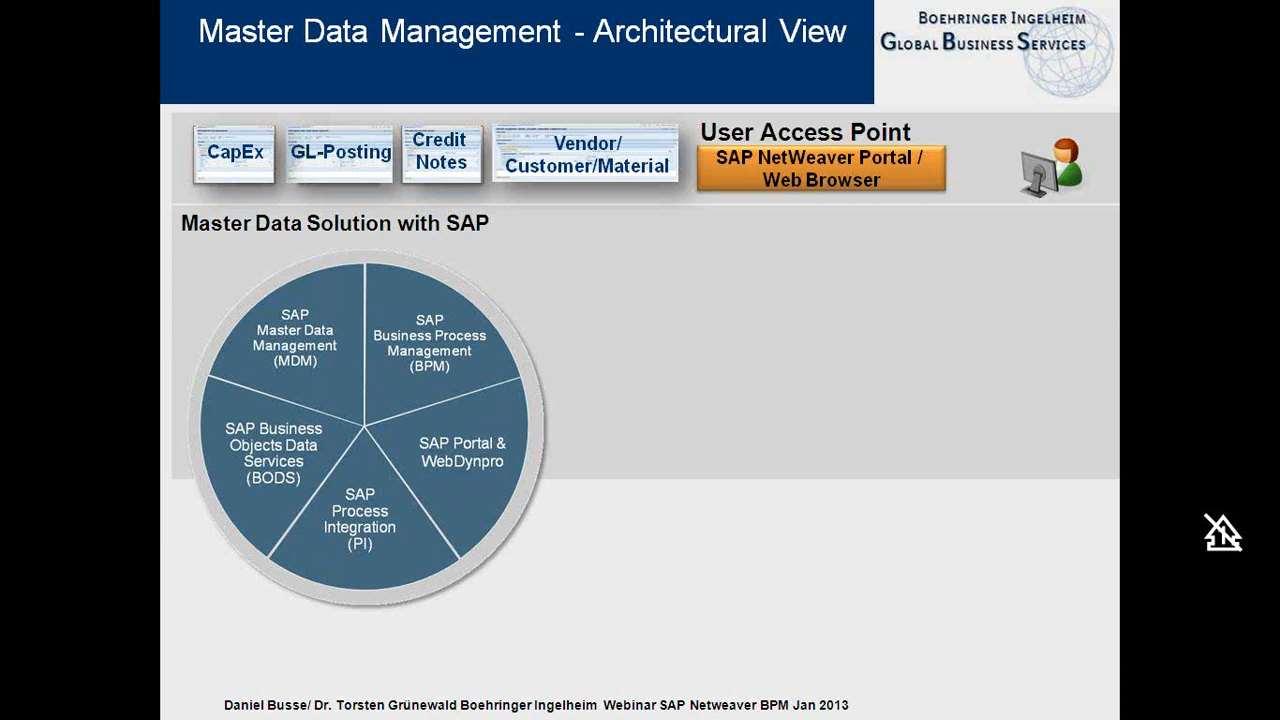 Master Data Management - Architectural View
BOEHRINGER INGELHEIM
GLOBAL BUSINESS SERVICES
CapEx
GL-Posting
Credit
Notes
Vendor/
Customer/Material
User Access Point
SAP NetWeaver Portal /
Web Browser
Master Data Solution with SAP
SAP
Master Data
Management
(MDM)
SAP
Business Process
Management
(BPM)
SAP Business
Objects Data
Services
(BODS)
SAP Portal &
WebDynpro
SAP
Process
Integration
(PI)
Daniel Busse/ Dr. Torsten Grünewald Boehringer Ingelheim Webinar SAP Netweaver BPM Jan 2013